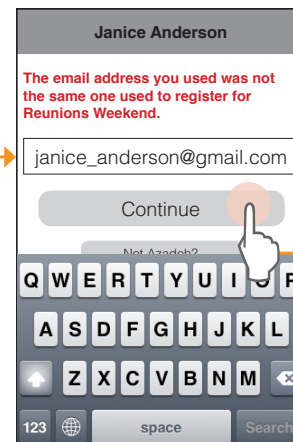 Janice Anderson
The email address you used was not
the same one used to register for
Reunions Weekend.
janice_anderson@gmail.com
Continue
Not Azadeh?
Q W E R T Y U I O P
A S D F G H J K L
Z X C V B N M
123 space Search